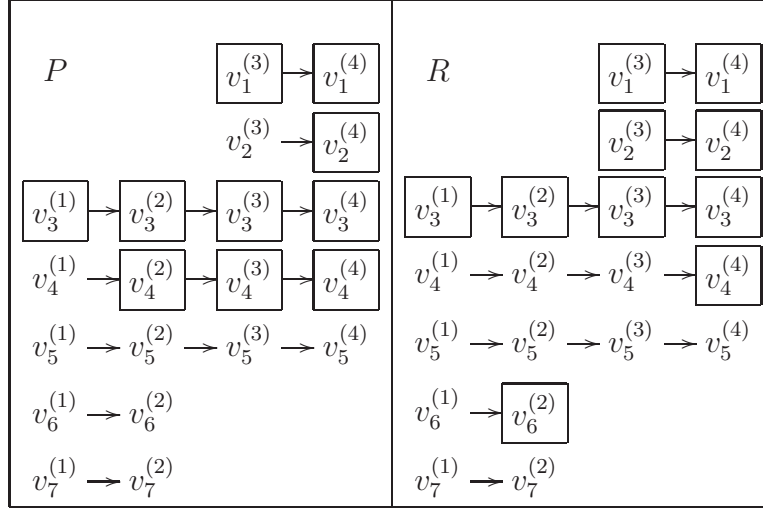 P v_1^{(3)} → v_1^{(4)} R v_1^{(3)} → v_1^{(4)}
v_2^{(3)} → v_2^{(4)} v_2^{(3)} → v_2^{(4)}
v_3^{(1)} → v_3^{(2)} → v_3^{(3)} → v_3^{(4)} v_3^{(1)} → v_3^{(2)} → v_3^{(3)} → v_3^{(4)}
v_4^{(1)} → v_4^{(2)} → v_4^{(3)} → v_4^{(4)} v_4^{(1)} → v_4^{(2)} → v_4^{(3)} → v_4^{(4)}
v_5^{(1)} → v_5^{(2)} → v_5^{(3)} → v_5^{(4)} v_5^{(1)} → v_5^{(2)} → v_5^{(3)} → v_5^{(4)}
v_6^{(1)} → v_6^{(2)} v_6^{(1)} → v_6^{(2)}
v_7^{(1)} → v_7^{(2)} v_7^{(1)} → v_7^{(2)}